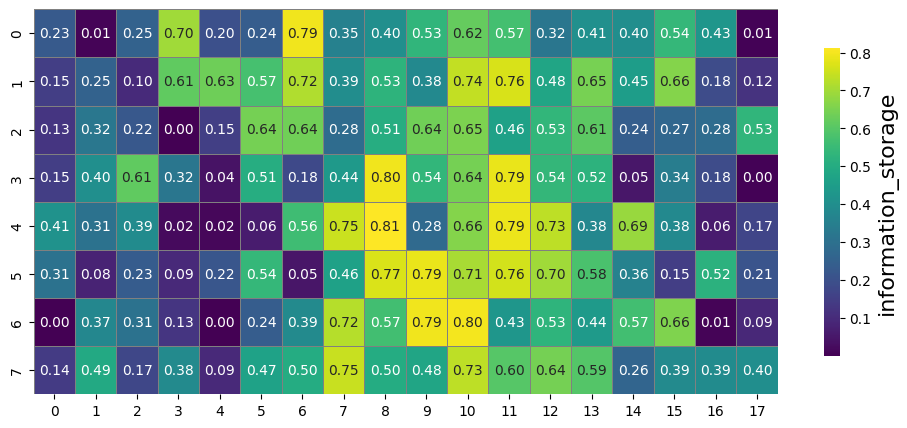 0 0.23 0.01 0.25 0.70 0.20 0.24 0.79 0.35 0.40 0.53 0.62 0.57 0.32 0.41 0.40 0.54 0.43 0.01
1 0.15 0.25 0.10 0.61 0.63 0.57 0.72 0.39 0.53 0.38 0.74 0.76 0.48 0.65 0.45 0.66 0.18 0.12
2 0.13 0.32 0.22 0.00 0.15 0.64 0.64 0.28 0.51 0.64 0.65 0.46 0.53 0.61 0.24 0.27 0.28 0.53
3 0.15 0.40 0.61 0.32 0.04 0.51 0.18 0.44 0.80 0.54 0.64 0.79 0.54 0.52 0.05 0.34 0.18 0.00
4 0.41 0.31 0.39 0.02 0.02 0.06 0.56 0.75 0.81 0.28 0.66 0.79 0.73 0.38 0.69 0.38 0.06 0.17
5 0.31 0.08 0.23 0.09 0.22 0.54 0.05 0.46 0.77 0.79 0.71 0.76 0.70 0.58 0.36 0.15 0.52 0.21
6 0.00 0.37 0.31 0.13 0.00 0.24 0.39 0.72 0.57 0.79 0.80 0.43 0.53 0.44 0.57 0.66 0.01 0.09
7 0.14 0.49 0.17 0.38 0.09 0.47 0.50 0.75 0.50 0.48 0.73 0.60 0.64 0.59 0.26 0.39 0.39 0.40
0 1 2 3 4 5 6 7 8 9 10 11 12 13 14 15 16 17
0.8
0.7
0.6
0.5
0.4
0.3
0.2
0.1
information_storage